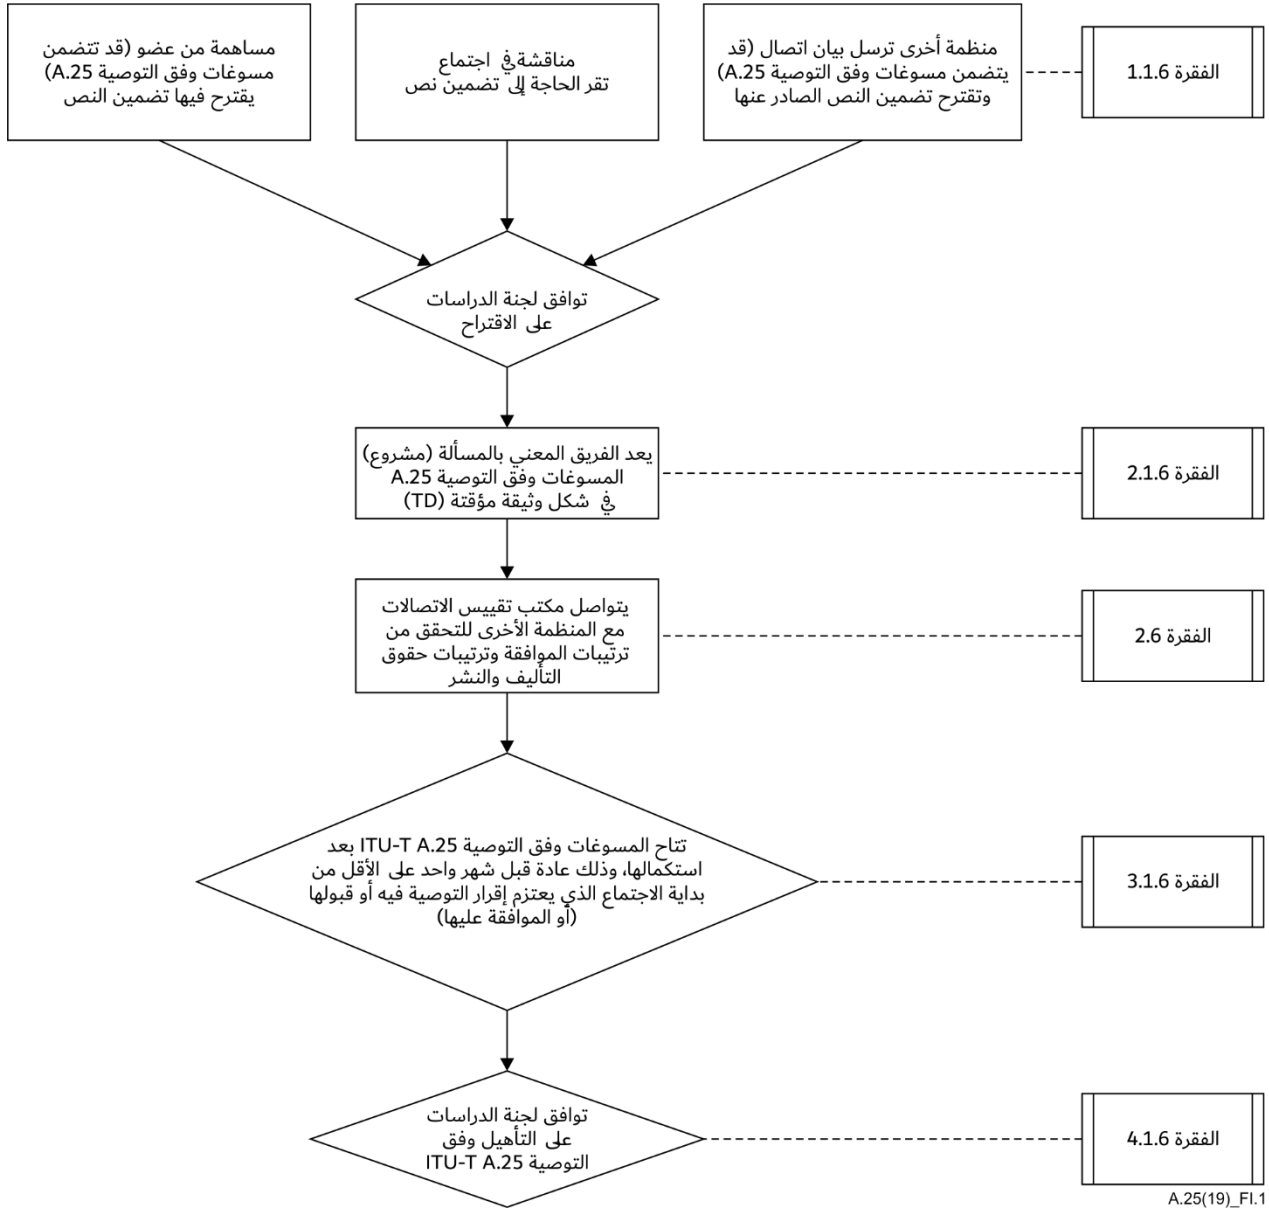 منظمة أخرى ترسل بيان اتصال (قد
يتضمن مسوغات وفق التوصية A.25)
وتقترح تضمين النص الصادر عنها
مناقشة في اجتماع
تقر الحاجة إلى تضمين نص
مساهمة من عضو (قد تتضمن
مسوغات وفق التوصية A.25)
يقترح فيها تضمين النص
الفقرة 1.1.6
توافق لجنة الدراسات
على الاقتراح
يعد الفريق المعني بالمسألة (مشروع)
المسوغات وفق التوصية A.25
في شكل وثيقة مؤقتة (TD)
الفقرة 2.1.6
يتواصل مكتب تقييس الاتصالات
مع المنظمة الأخرى للتحقق من
ترتيبات الموافقة وترتيبات حقوق
التأليف والنشر
الفقرة 2.6
تتاح المسوغات وفق التوصية ITU-T A.25 بعد
استكمالها، وذلك عادة قبل شهر واحد على الأقل من
بداية الاجتماع الذي يعتزم إقرار التوصية فيه أو قبولها
(أو الموافقة عليها)
الفقرة 3.1.6
توافق لجنة الدراسات
على التأهيل وفق
التوصية ITU-T A.25
الفقرة 4.1.6
A.25(19)_FI.1